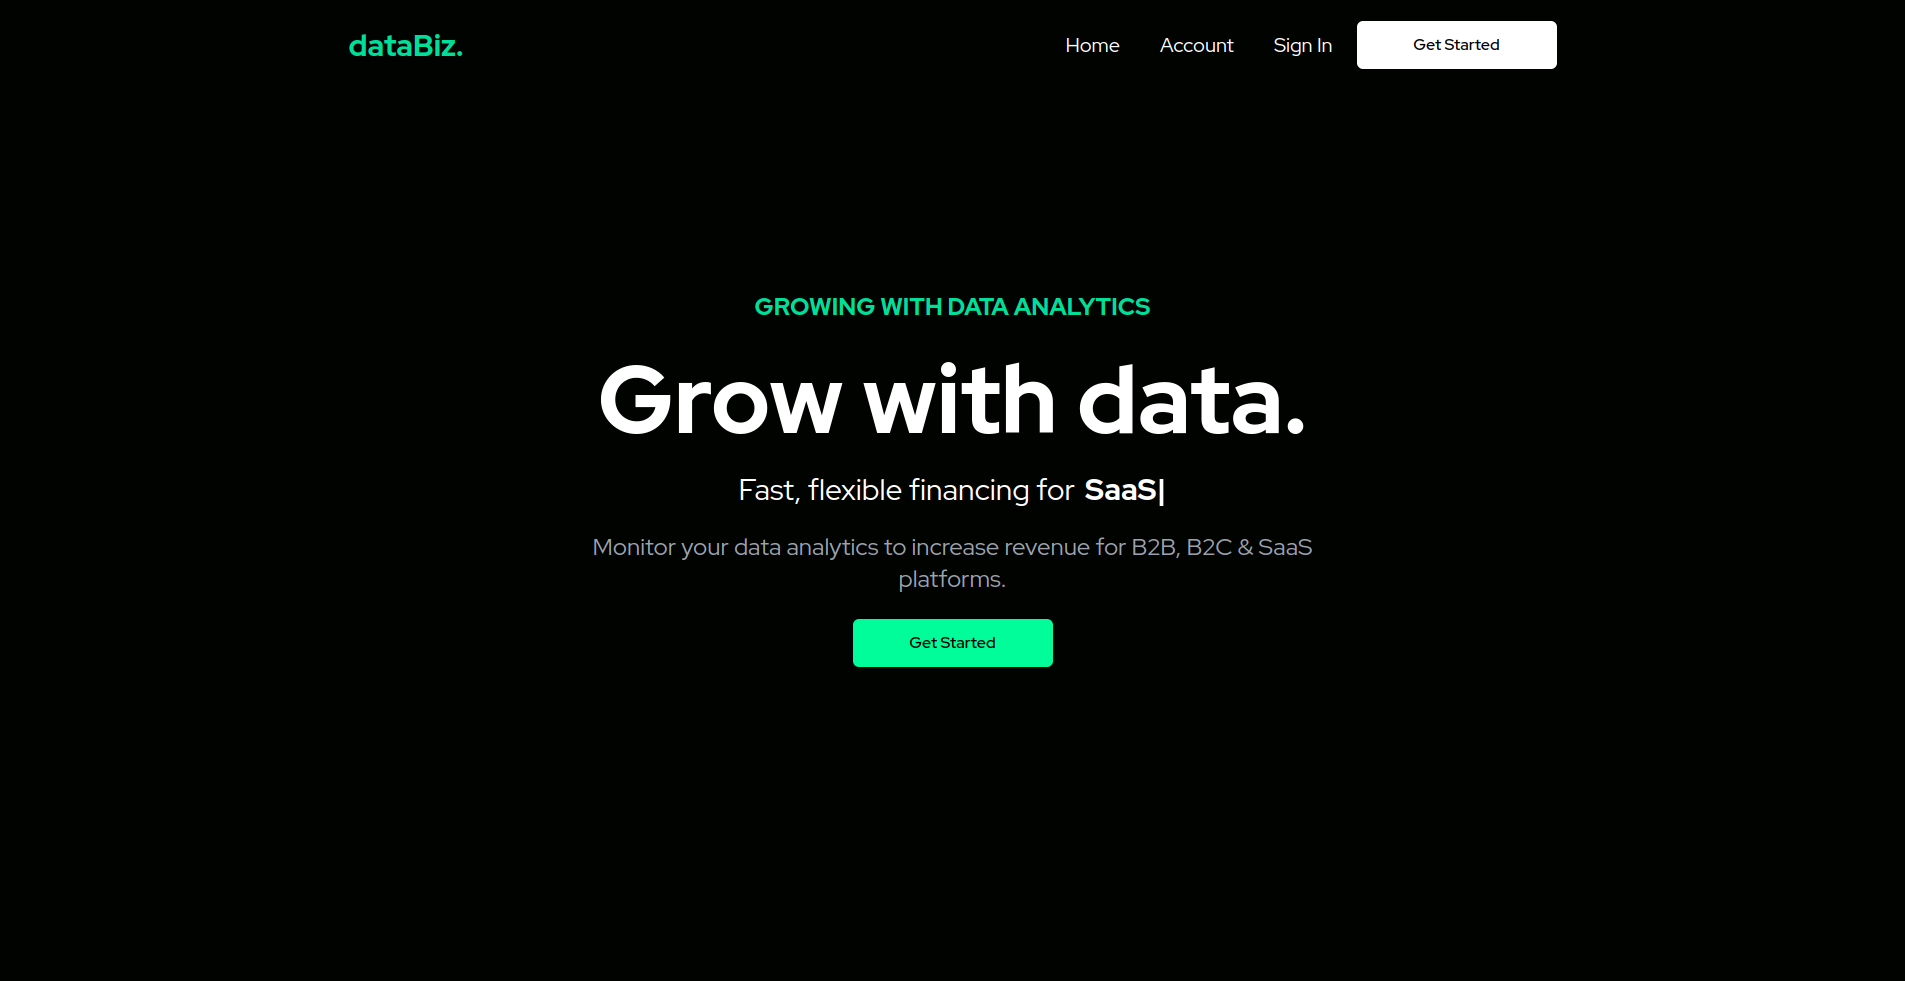 dataBiz.
Home
Account
Sign In
Get Started
GROWING WITH DATA ANALYTICS
Grow with data.
Fast, flexible financing for SaaS|
Monitor your data analytics to increase revenue for B2B, B2C & SaaS
platforms.
Get Started